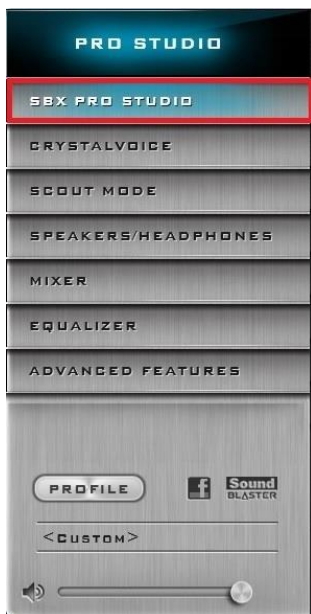 PRO STUDIO
SBX PRO STUDIO
CRYSTALVOICE
SCOUT MODE
SPEAKERS/HEADPHONES
MIXER
EQUALIZER
ADVANCED FEATURES
PROFILE
f
Sound
BLASTER
<CUSTOM>